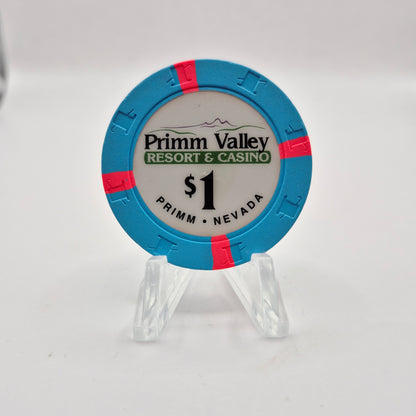 Primm Valley
RESORT & CASINO
$1
PRIMM • NEVADA